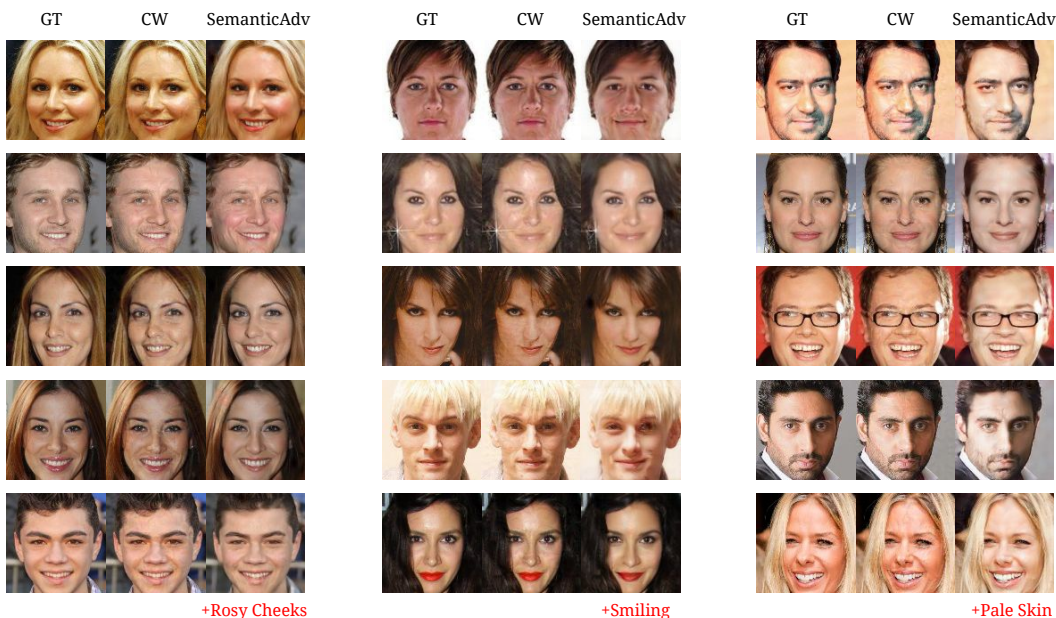 GT CW SemanticAdv GT CW SemanticAdv GT CW SemanticAdv
+Rosy Cheeks +Smiling +Pale Skin